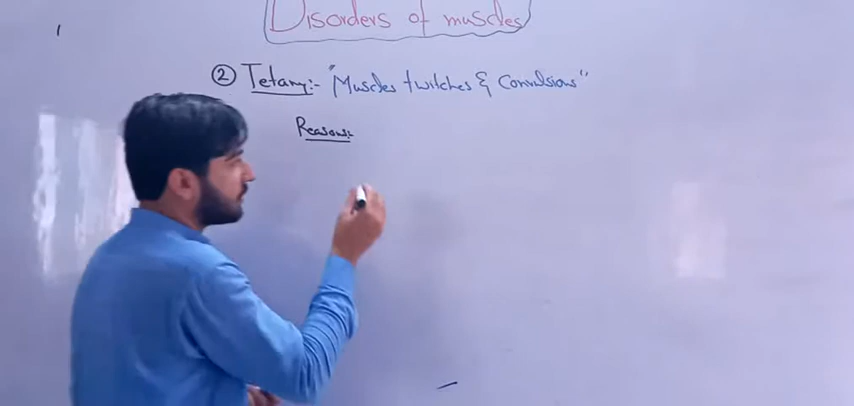 Disorders of muscles
② Tetany:- "Muscles twitches & Convulsions"
Reasons:-